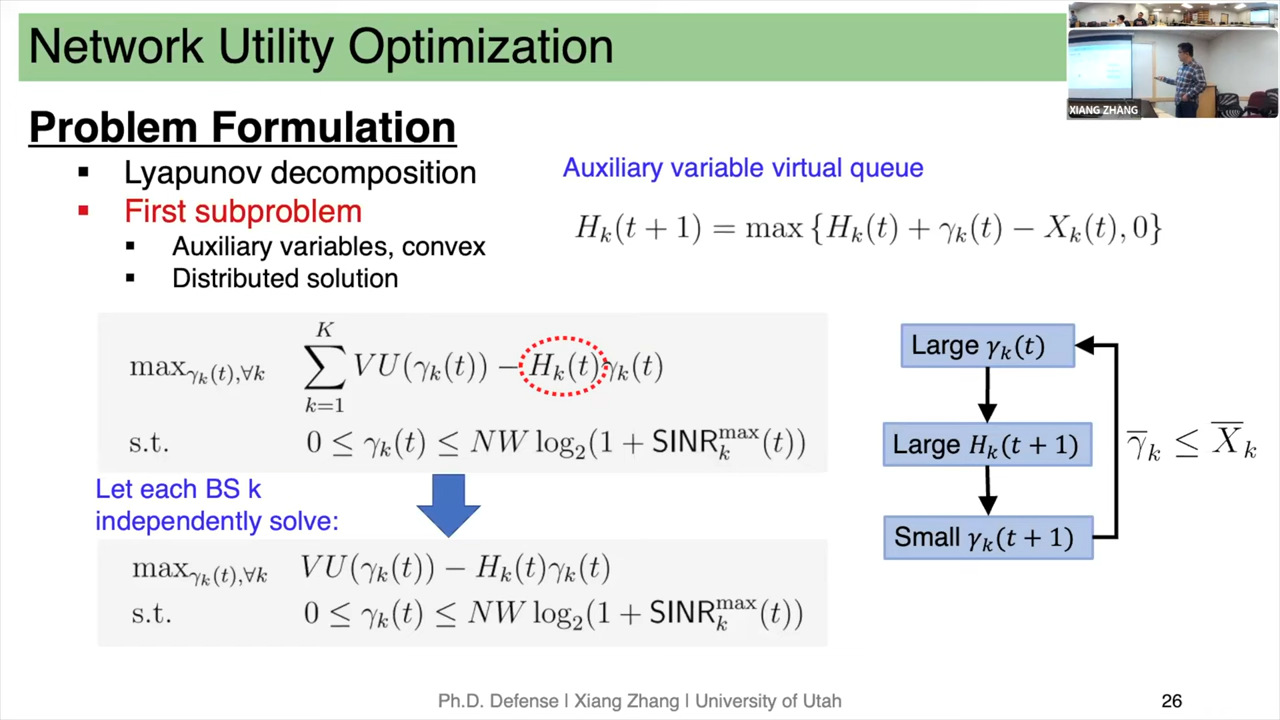 Network Utility Optimization
XIANG ZHANG
Problem Formulation
▪ Lyapunov decomposition
▪ First subproblem
▪ Auxiliary variables, convex
▪ Distributed solution
Auxiliary variable virtual queue
H_k(t + 1) = max {H_k(t) + γ_k(t) − X_k(t), 0}
max_{γ_k(t),∀k} ∑_{k=1}^{K} VU(γ_k(t)) − H_k(t)γ_k(t)
s.t. 0 ≤ γ_k(t) ≤ NW log_2(1 + SINR_k^{max}(t))
Let each BS k
independently solve:
max_{γ_k(t),∀k} VU(γ_k(t)) − H_k(t)γ_k(t)
s.t. 0 ≤ γ_k(t) ≤ NW log_2(1 + SINR_k^{max}(t))
Large γ_k(t)
Large H_k(t + 1)
Small γ_k(t + 1)
γ̅_k ≤ X̅_k
Ph.D. Defense | Xiang Zhang | University of Utah
26